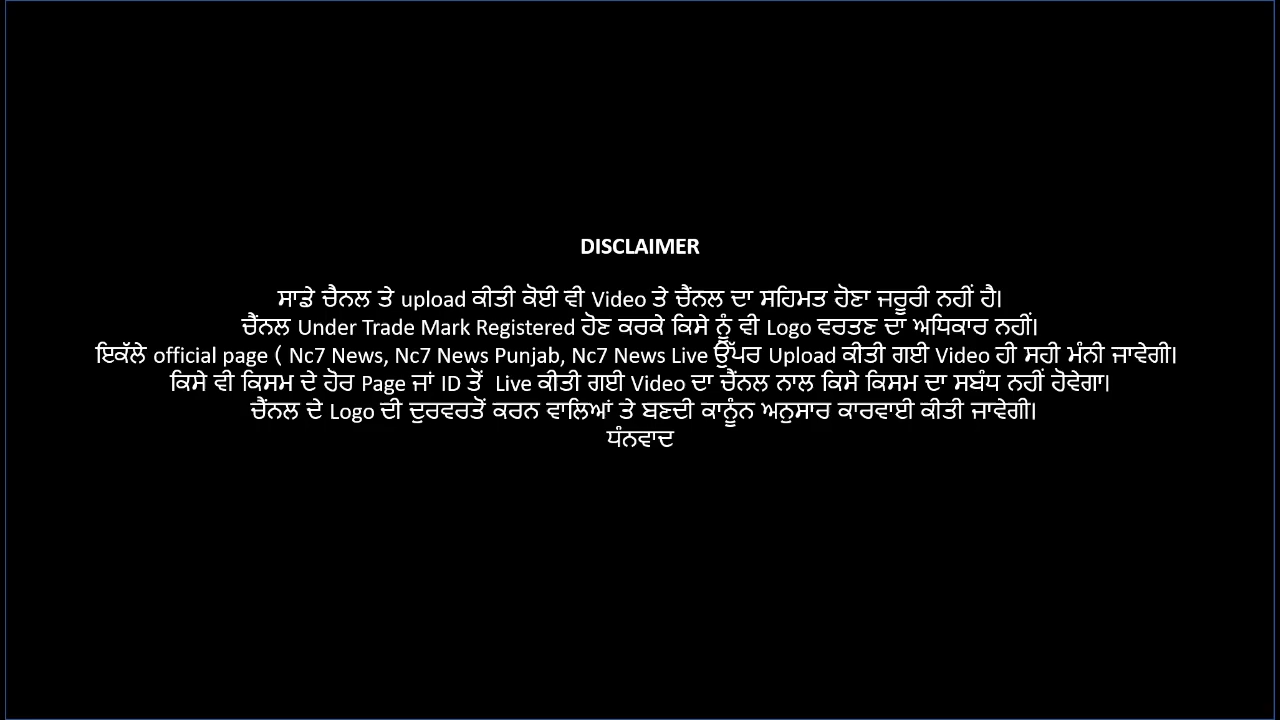 DISCLAIMER
ਸਾਡੇ ਚੈਨਲ ਤੇ upload ਕੀਤੀ ਕੋਈ ਵੀ Video ਤੇ ਚੈੱਨਲ ਦਾ ਸਹਿਮਤ ਹੋਣਾ ਜਰੂਰੀ ਨਹੀਂ ਹੈ।
ਚੈੱਨਲ Under Trade Mark Registered ਹੋਣ ਕਰਕੇ ਕਿਸੇ ਨੂੰ ਵੀ Logo ਵਰਤਣ ਦਾ ਅਧਿਕਾਰ ਨਹੀਂ।
ਇਕੱਲੇ official page ( Nc7 News, Nc7 News Punjab, Nc7 News Live ਉੱਪਰ Upload ਕੀਤੀ ਗਈ Video ਹੀ ਸਹੀ ਮੰਨੀ ਜਾਵੇਗੀ।
ਕਿਸੇ ਵੀ ਕਿਸਮ ਦੇ ਹੋਰ Page ਜਾਂ ID ਤੋਂ Live ਕੀਤੀ ਗਈ Video ਦਾ ਚੈੱਨਲ ਨਾਲ ਕਿਸੇ ਕਿਸਮ ਦਾ ਸਬੰਧ ਨਹੀਂ ਹੋਵੇਗਾ।
ਚੈੱਨਲ ਦੇ Logo ਦੀ ਦੁਰਵਰਤੋਂ ਕਰਨ ਵਾਲਿਆਂ ਤੇ ਬਣਦੀ ਕਾਨੂੰਨ ਅਨੁਸਾਰ ਕਾਰਵਾਈ ਕੀਤੀ ਜਾਵੇਗੀ।
ਧੰਨਵਾਦ